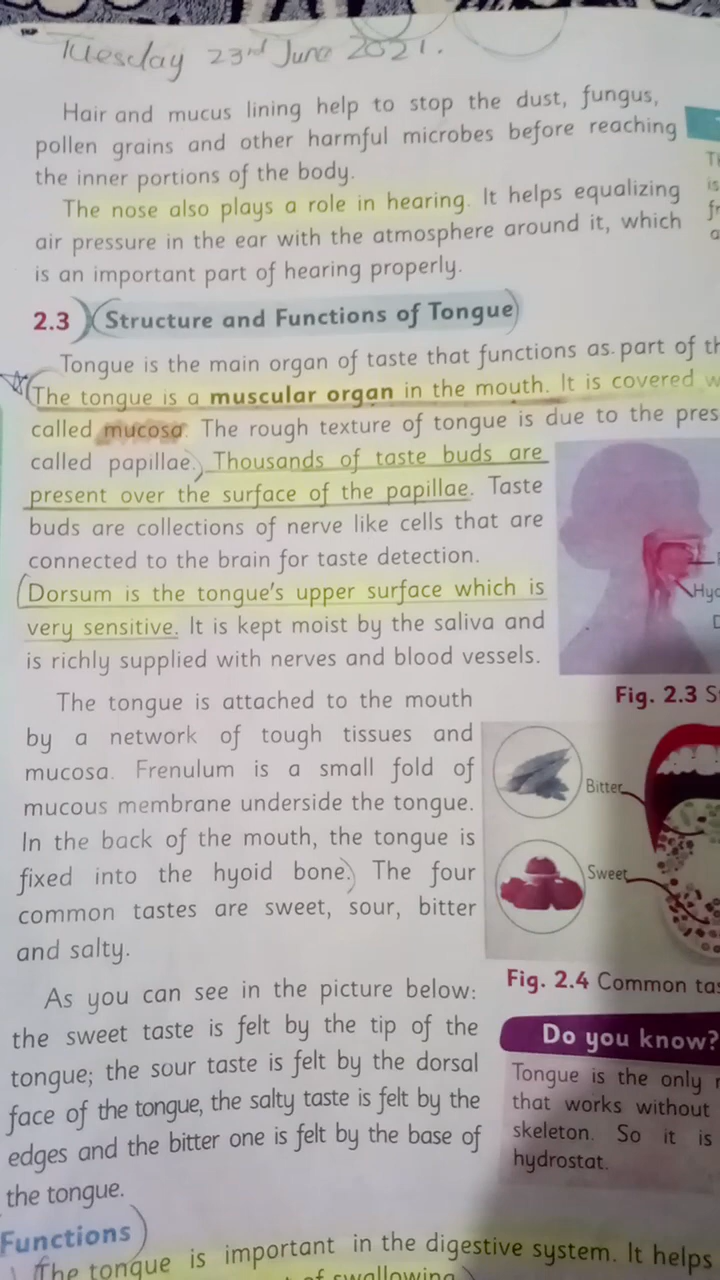 Tuesday 23rd June 2021.
Hair and mucus lining help to stop the dust, fungus,
pollen grains and other harmful microbes before reaching
the inner portions of the body.
The nose also plays a role in hearing. It helps equalizing
air pressure in the ear with the atmosphere around it, which
is an important part of hearing properly.
2.3 Structure and Functions of Tongue
Tongue is the main organ of taste that functions as part of
The tongue is a muscular organ in the mouth. It is covered
called mucosa. The rough texture of tongue is due to the
called papillae. Thousands of taste buds are
present over the surface of the papillae. Taste
buds are collections of nerve like cells that are
connected to the brain for taste detection.
Dorsum is the tongue's upper surface which is
very sensitive. It is kept moist by the saliva and
is richly supplied with nerves and blood vessels.
Fig. 2.3
The tongue is attached to the mouth
by a network of tough tissues and
mucosa. Frenulum is a small fold of
mucous membrane underside the tongue.
In the back of the mouth, the tongue is
fixed into the hyoid bone. The four
common tastes are sweet, sour, bitter
and salty.
Bitter
Sweet
Fig. 2.4 Common
As you can see in the picture below:
the sweet taste is felt by the tip of the
tongue; the sour taste is felt by the dorsal
face of the tongue, the salty taste is felt by the
edges and the bitter one is felt by the base of
the tongue.
Do you know?
Tongue is the only
that works without
skeleton. So it is
hydrostat.
Functions
The tongue is important in the digestive system. It helps
of swallowing